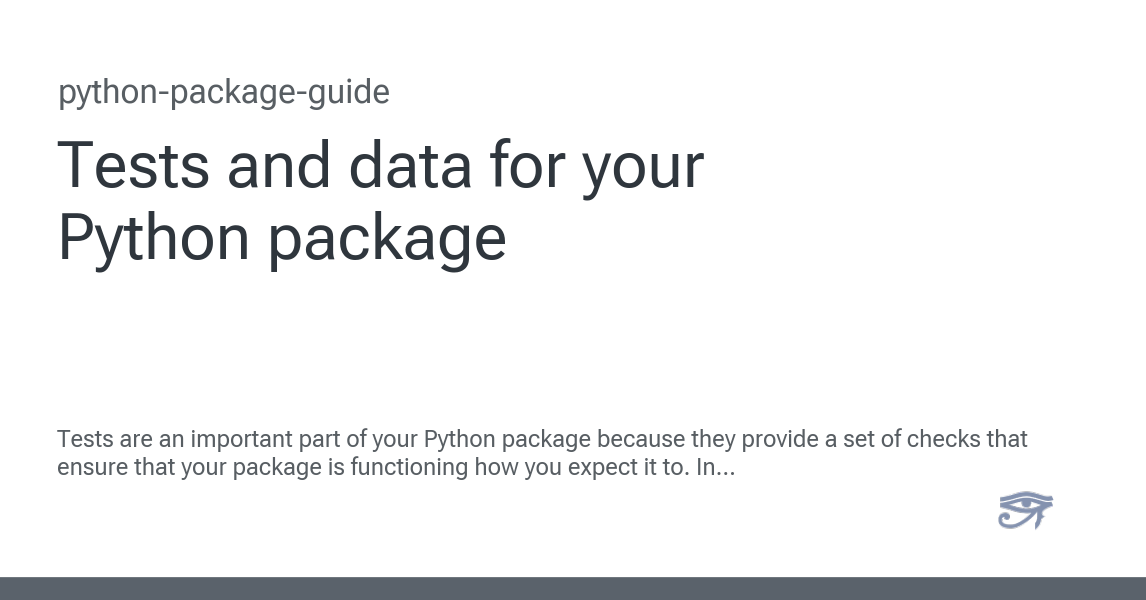 python-package-guide
Tests and data for your
Python package
Tests are an important part of your Python package because they provide a set of checks that
ensure that your package is functioning how you expect it to. In...